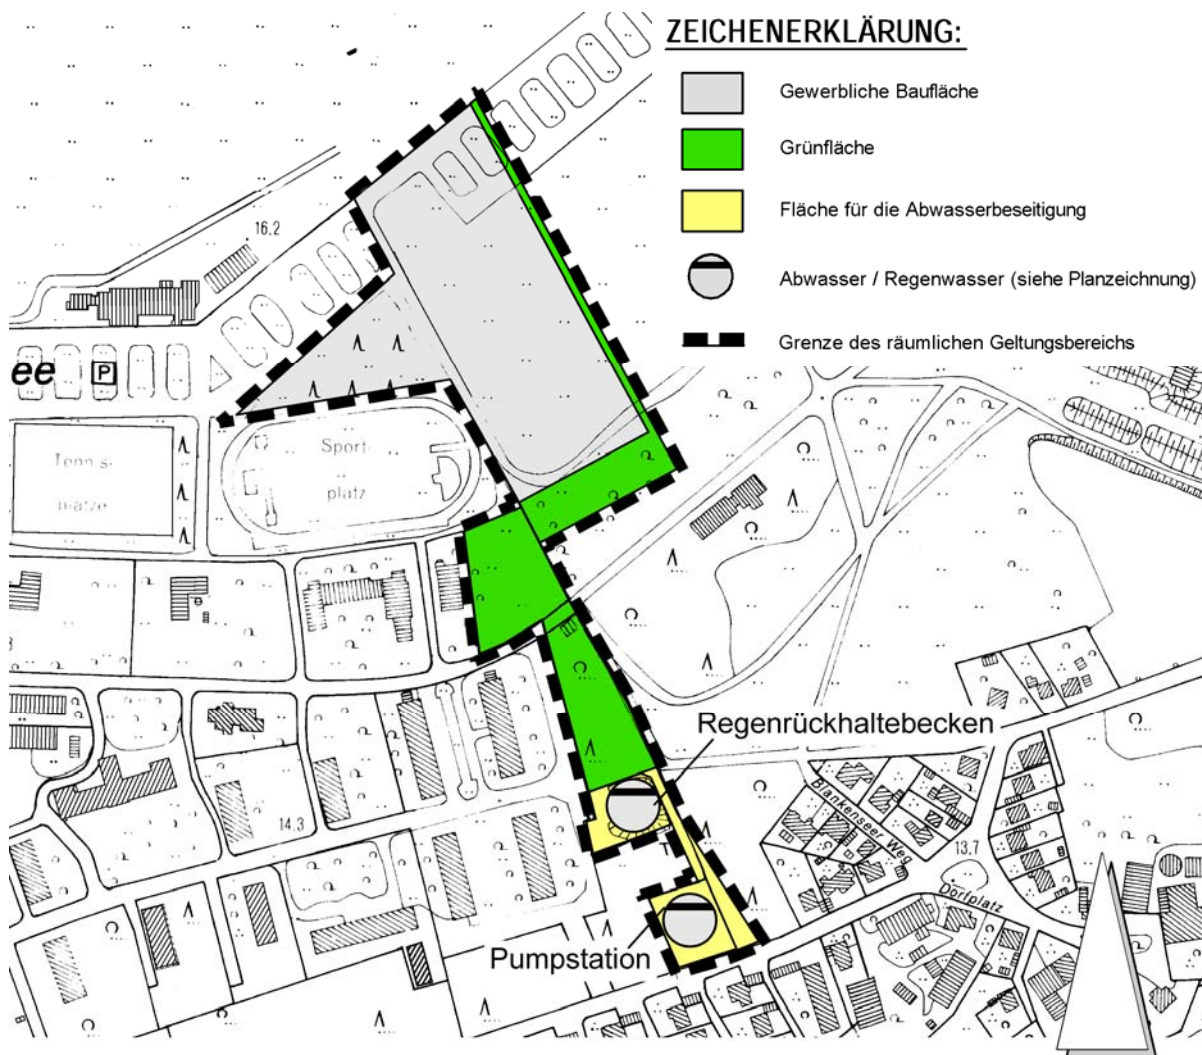 ZEICHENERKLÄRUNG:
Gewerbliche Baufläche
Grünfläche
Fläche für die Abwasserbeseitigung
Abwasser / Regenwasser (siehe Planzeichnung)
Grenze des räumlichen Geltungsbereichs
16.2
ee
P
Sport-
platz
Regenrückhaltebecken
Blankenseer Weg
14.3
13,7
Dorfplatz
Pumpstation